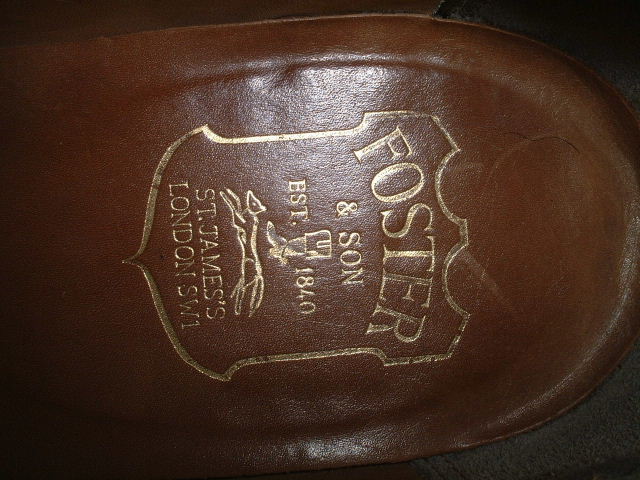 FOSTER
& SON
EST. 1840
ST. JAMES'S
LONDON SW1